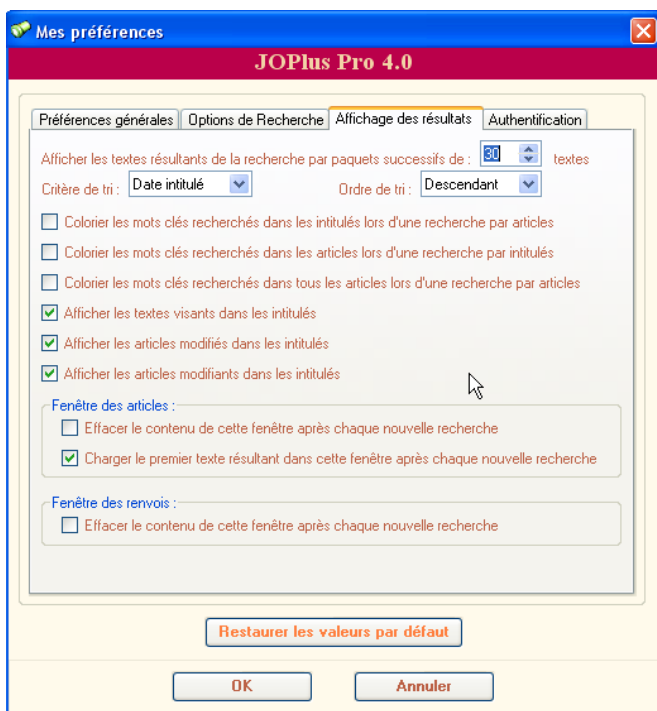 Mes préférences
JOPlus Pro 4.0
Préférences générales Options de Recherche Affichage des résultats Authentification
Afficher les textes résultants de la recherche par paquets successifs de : 30 textes
Critère de tri : Date intitulé Ordre de tri : Descendant
Colorier les mots clés recherchés dans les intitulés lors d'une recherche par articles
Colorier les mots clés recherchés dans les articles lors d'une recherche par intitulés
Colorier les mots clés recherchés dans tous les articles lors d'une recherche par articles
Afficher les textes visants dans les intitulés
Afficher les articles modifiés dans les intitulés
Afficher les articles modifiants dans les intitulés
Fenêtre des articles :
Effacer le contenu de cette fenêtre après chaque nouvelle recherche
Charger le premier texte résultant dans cette fenêtre après chaque nouvelle recherche
Fenêtre des renvois :
Effacer le contenu de cette fenêtre après chaque nouvelle recherche
Restaurer les valeurs par défaut
OK Annuler